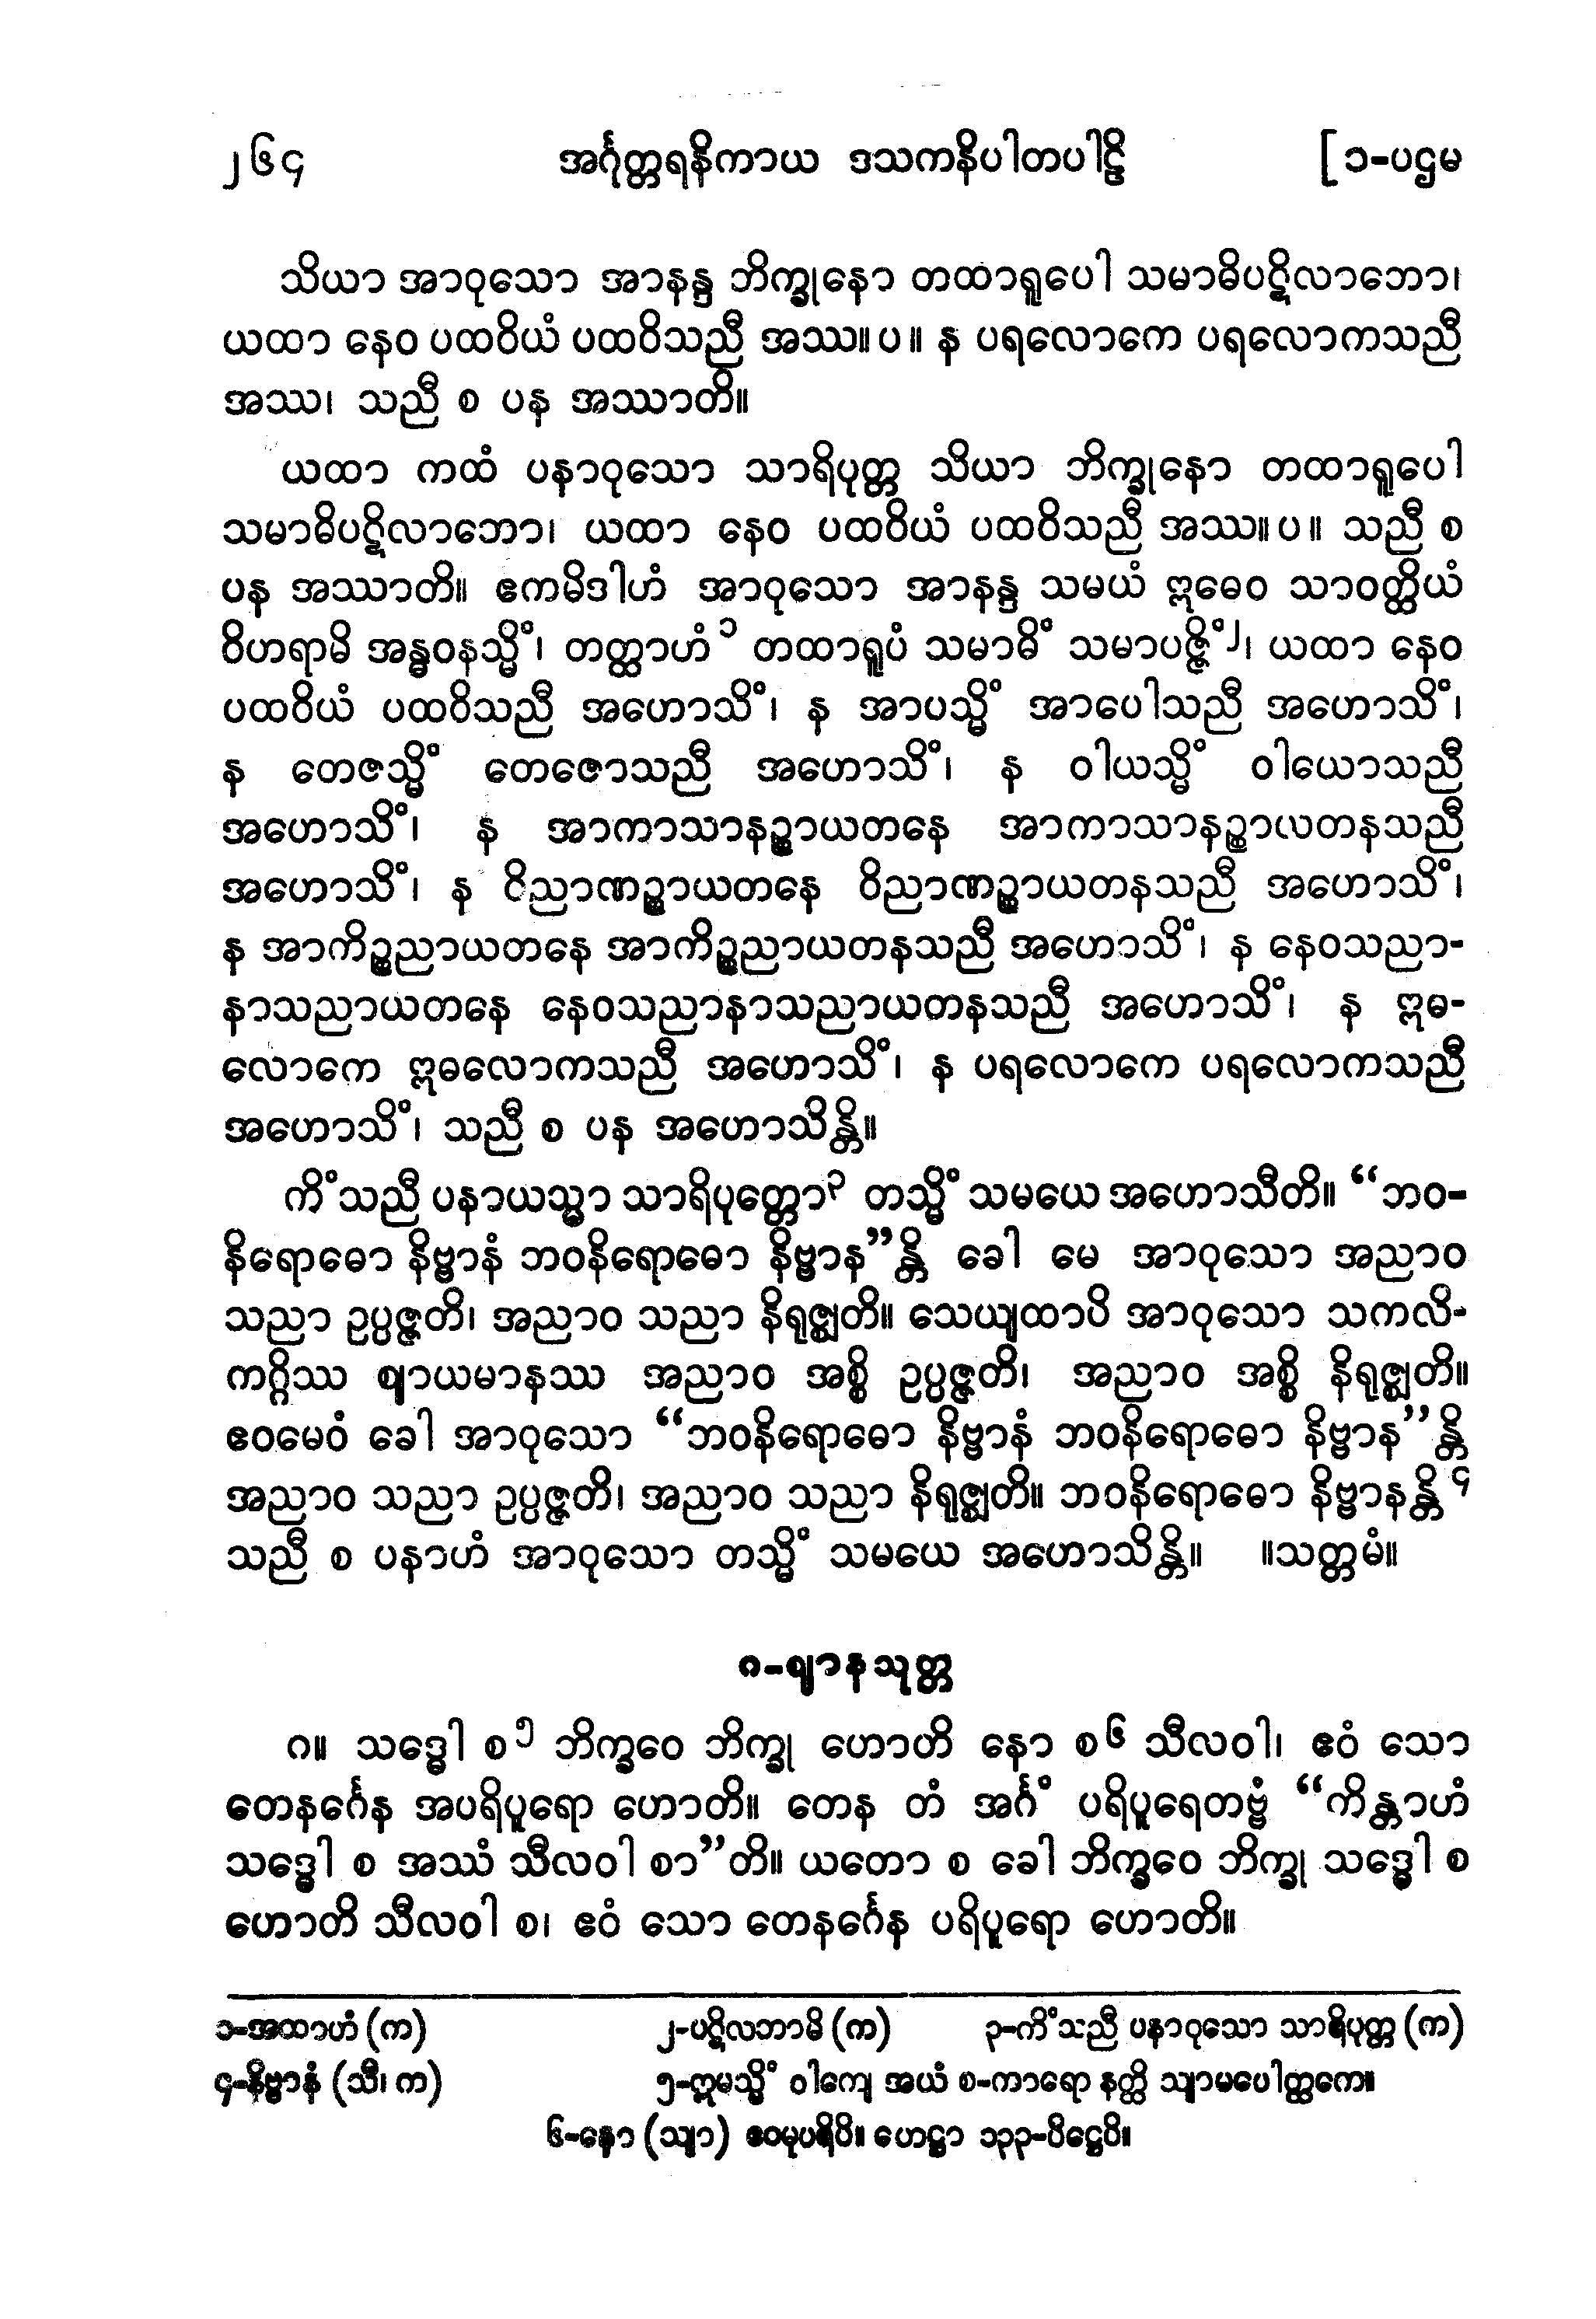 ၂၆၄ အင်္ဂုတ္တရနိကာယ ဒသကနိပါတပါဠိ [၁-ပဌမ
သိယာ အာဝုသော အာနန္ဒ ဘိက္ခုနော တထာရူပေါ သမာဓိပဋိလာဘော၊
ယထာ နေဝ ပထဝိယံ ပထဝိသညီ အဿ။ပ။ န ပရလောကေ ပရလောကသညီ
အဿ၊ သညီ စ ပန အဿာတိ။
ယထာ ကထံ ပနာဝုသော သာရိပုတ္တ သိယာ ဘိက္ခုနော တထာရူပေါ
သမာဓိပဋိလာဘော၊ ယထာ နေဝ ပထဝိယံ ပထဝိသညီ အဿ။ပ။ သညီ စ
ပန အဿာတိ။ ဧကမိဒါဟံ အာဝုသော အာနန္ဒ သမယံ ဣဓေဝ သာဝတ္ထိယံ
ဝိဟရာမိ အန္ဓဝနသ္မိံ၊ တတ္ထာဟံ၁ တထာရူပံ သမာဓိံ သမာပဇ္ဇိံ၂၊ ယထာ နေဝ
ပထဝိယံ ပထဝိသညီ အဟောသိံ၊ န အာပသ္မိံ အာပေါသညီ အဟောသိံ၊
န တေဇသ္မိံ တေဇောသညီ အဟောသိံ၊ န ဝါယသ္မိံ ဝါယောသညီ
အဟောသိံ၊ န အာကာသာနဉ္စာယတနေ အာကာသာနဉ္စာယတနသညီ
အဟောသိံ၊ န ဝိညာဏဉ္စာယတနေ ဝိညာဏဉ္စာယတနသညီ အဟောသိံ၊
န အာကိဉ္စညာယတနေ အာကိဉ္စညာယတနသညီ အဟောသိံ၊ န နေဝသညာ-
နာသညာယတနေ နေဝသညာနာသညာယတနသညီ အဟောသိံ၊ န ဣဓ-
လောကေ ဣဓလောကသညီ အဟောသိံ၊ န ပရလောကေ ပရလောကသညီ
အဟောသိံ၊ သညီ စ ပန အဟောသိန္တိ။
ကိံသညီ ပနာယသ္မာ သာရိပုတ္တော၃ တသ္မိံ သမယေ အဟောသီတိ။ “ဘဝ-
နိရောဓော နိဗ္ဗာနံ ဘဝနိရောဓော နိဗ္ဗာန”န္တိ ခေါ မေ အာဝုသော အညာဝ
သညာ ဥပ္ပဇ္ဇတိ၊ အညာဝ သညာ နိရုဇ္ဈတိ။ သေယျထာပိ အာဝုသော သကလိ-
ကဂ္ဂိဿ ဈာယမာနဿ အညာဝ အစ္စိ ဥပ္ပဇ္ဇတိ၊ အညာဝ အစ္စိ နိရုဇ္ဈတိ။
ဧဝမေဝံ ခေါ အာဝုသော “ဘဝနိရောဓော နိဗ္ဗာနံ ဘဝနိရောဓော နိဗ္ဗာန”န္တိ
အညာဝ သညာ ဥပ္ပဇ္ဇတိ၊ အညာဝ သညာ နိရုဇ္ဈတိ။ ဘဝနိရောဓော နိဗ္ဗာနန္တိ၄
သညီ စ ပနာဟံ အာဝုသော တသ္မိံ သမယေ အဟောသိန္တိ။ ။သတ္တမံ။
၈-ဈာနသုတ္တ
၈။ သဒ္ဓေါ စ၅ ဘိက္ခဝေ ဘိက္ခု ဟောတိ နော စ၆ သီလဝါ၊ ဧဝံ သော
တေနင်္ဂေန အပရိပူရော ဟောတိ။ တေန တံ အင်္ဂံ ပရိပူရေတဗ္ဗံ “ကိန္တာဟံ
သဒ္ဓေါ စ အဿံ သီလဝါ စာ”တိ။ ယတော စ ခေါ ဘိက္ခဝေ ဘိက္ခု သဒ္ဓေါ စ
ဟောတိ သီလဝါ စ၊ ဧဝံ သော တေနင်္ဂေန ပရိပူရော ဟောတိ။
၁-အထာဟံ (က) ၂-ပဋိလဘာမိ (က) ၃-ကိံသညီ ပနာဝုသော သာရိပုတ္တ (က)
၄-နိဗ္ဗာနံ (သီ၊ က) ၅-ဣမသ္မိံ ဝါကျေ အယံ စ-ကာရော နတ္ထိ သျာမပေါတ္ထကေ။
၆-နော (သျာ) ဧဝမုပရိပိ။ ဟေဋ္ဌာ ၁၃၃-ပိဋ္ဌေပိ။